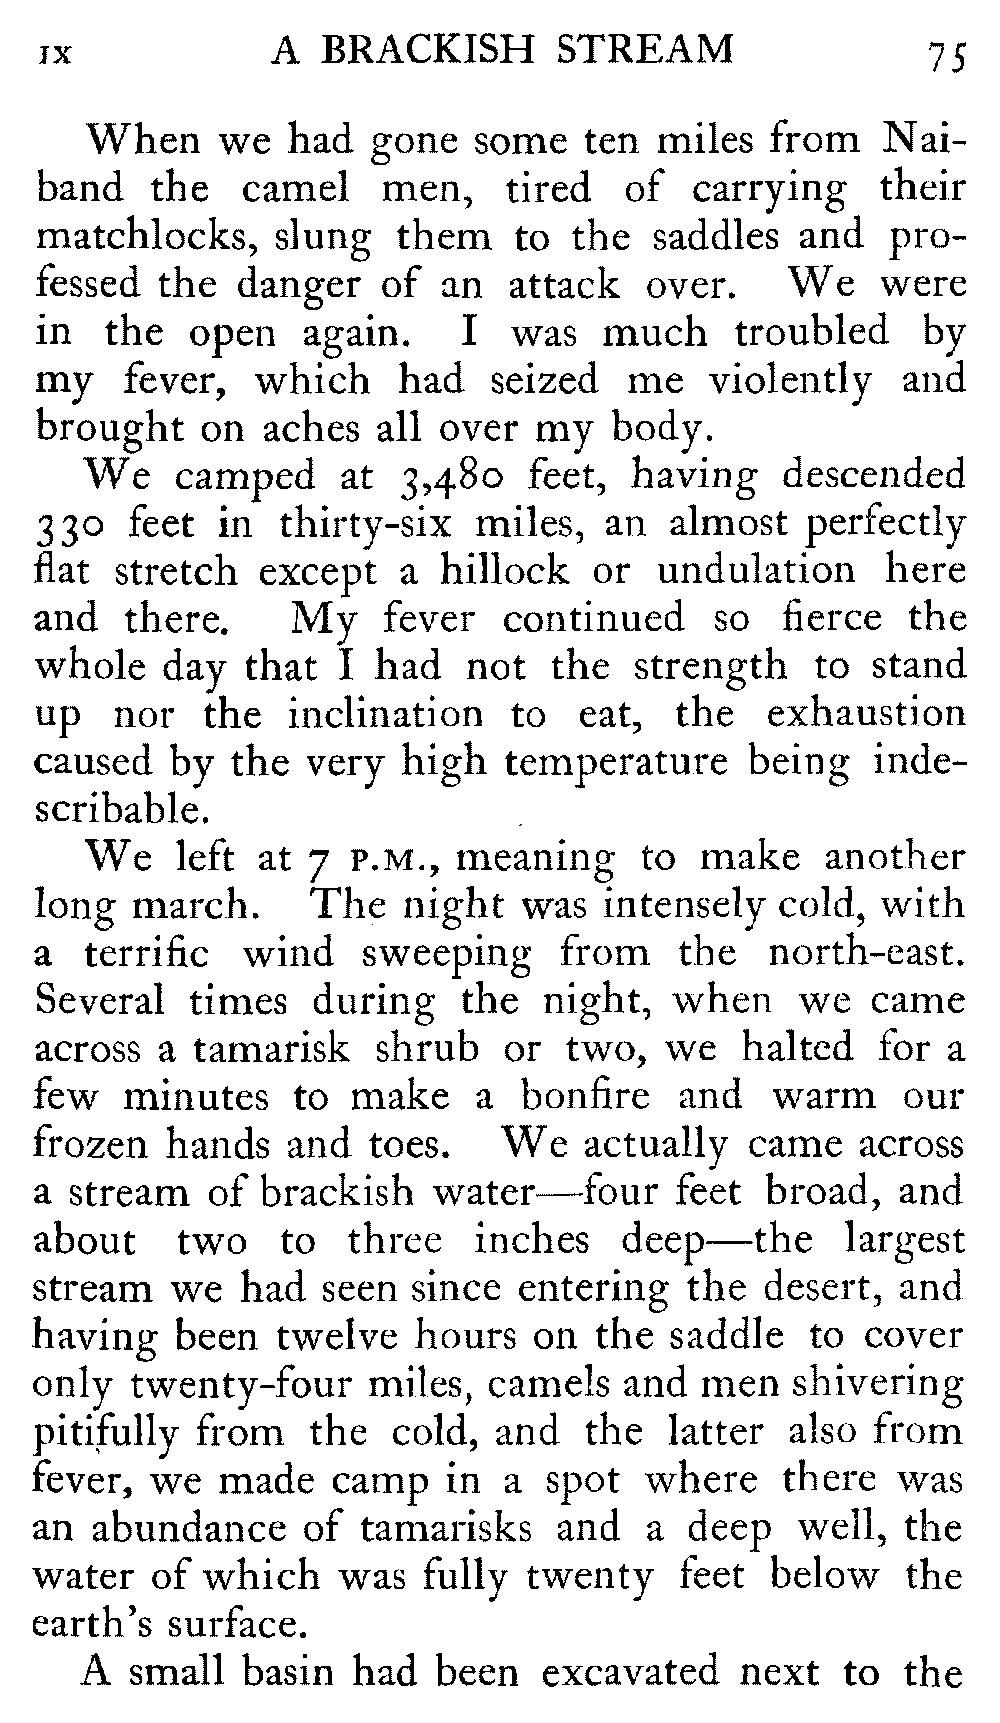 IX A BRACKISH STREAM 75
When we had gone some ten miles from Nai-
band the camel men, tired of carrying their
matchlocks, slung them to the saddles and pro-
fessed the danger of an attack over. We were
in the open again. I was much troubled by
my fever, which had seized me violently and
brought on aches all over my body.
We camped at 3,480 feet, having descended
330 feet in thirty-six miles, an almost perfectly
flat stretch except a hillock or undulation here
and there. My fever continued so fierce the
whole day that I had not the strength to stand
up nor the inclination to eat, the exhaustion
caused by the very high temperature being inde-
scribable.
We left at 7 P.M., meaning to make another
long march. The night was intensely cold, with
a terrific wind sweeping from the north-east.
Several times during the night, when we came
across a tamarisk shrub or two, we halted for a
few minutes to make a bonfire and warm our
frozen hands and toes. We actually came across
a stream of brackish water—four feet broad, and
about two to three inches deep—the largest
stream we had seen since entering the desert, and
having been twelve hours on the saddle to cover
only twenty-four miles, camels and men shivering
pitifully from the cold, and the latter also from
fever, we made camp in a spot where there was
an abundance of tamarisks and a deep well, the
water of which was fully twenty feet below the
earth's surface.
A small basin had been excavated next to the